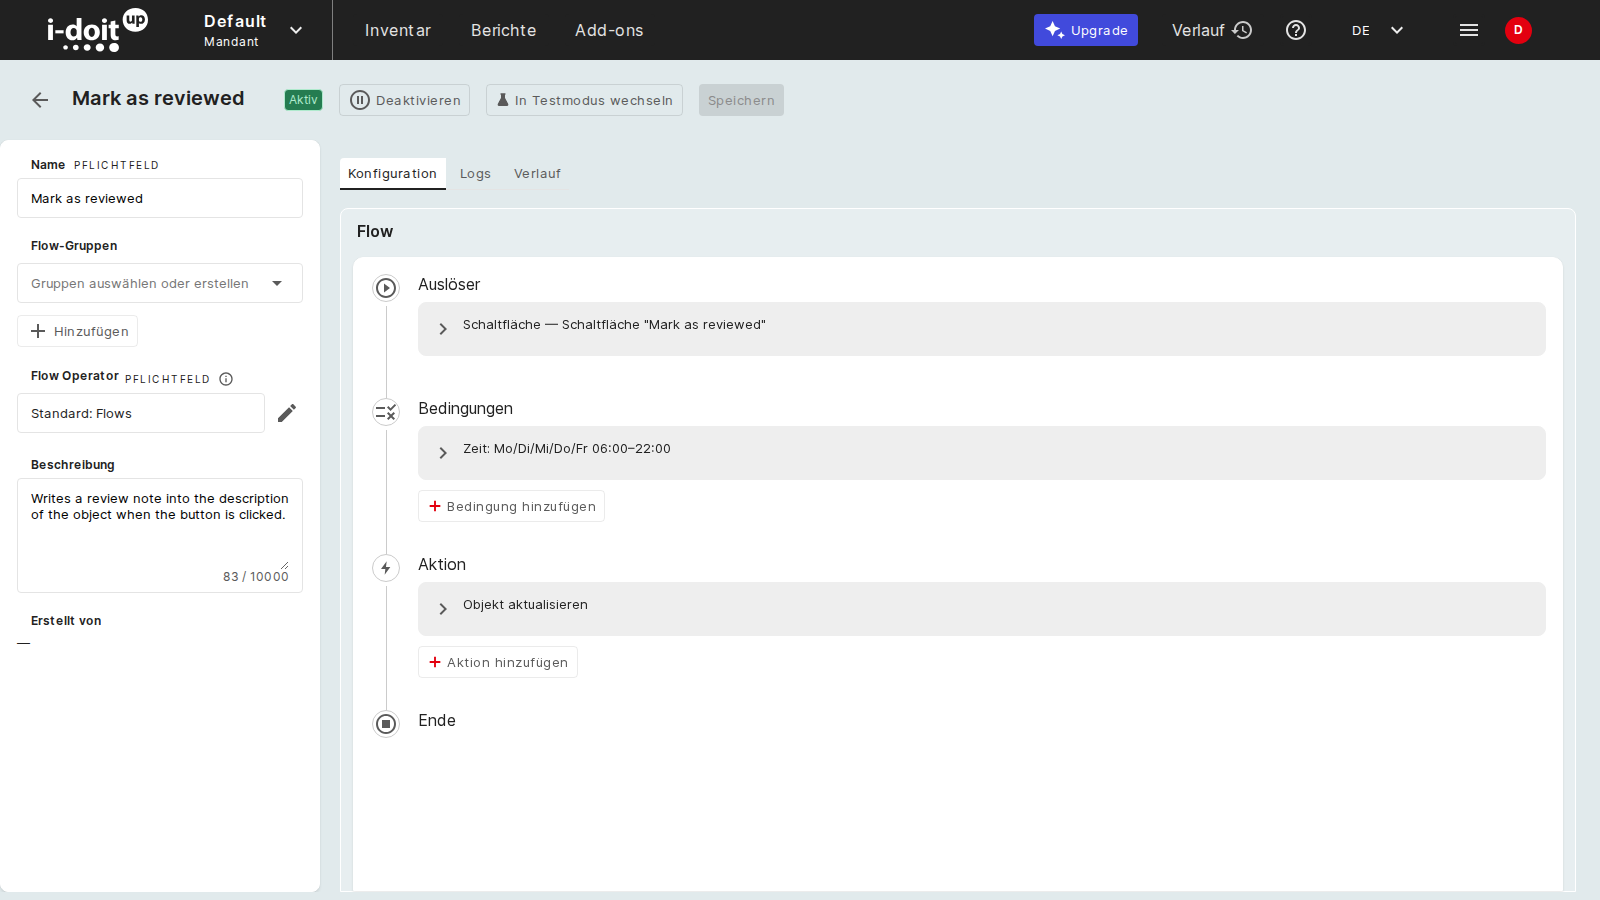 i-doit up
Default
Mandant
Inventar
Berichte
Add-ons
Upgrade
Verlauf
DE
D
Mark as reviewed
Aktiv
Deaktivieren
In Testmodus wechseln
Speichern
Name PFLICHTFELD
Mark as reviewed
Flow-Gruppen
Gruppen auswählen oder erstellen
Hinzufügen
Flow Operator PFLICHTFELD
Standard: Flows
Beschreibung
Writes a review note into the description
of the object when the button is clicked.
83 / 10000
Erstellt von
—
Konfiguration
Logs
Verlauf
Flow
Auslöser
Schaltfläche — Schaltfläche "Mark as reviewed"
Bedingungen
Zeit: Mo/Di/Mi/Do/Fr 06:00–22:00
+ Bedingung hinzufügen
Aktion
Objekt aktualisieren
+ Aktion hinzufügen
Ende